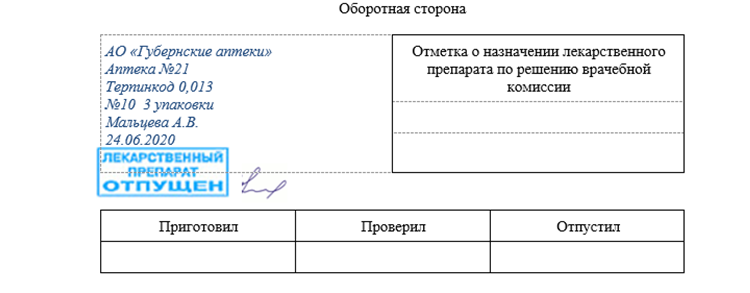 Оборотная сторона
АО «Губернские аптеки»
Аптека №21
Терпинкод 0,013
№10 3 упаковки
Мальцева А.В.
24.06.2020
ЛЕКАРСТВЕННЫЙ
ПРЕПАРАТ
ОТПУЩЕН
Отметка о назначении лекарственного
препарата по решению врачебной
комиссии
Приготовил Проверил Отпустил